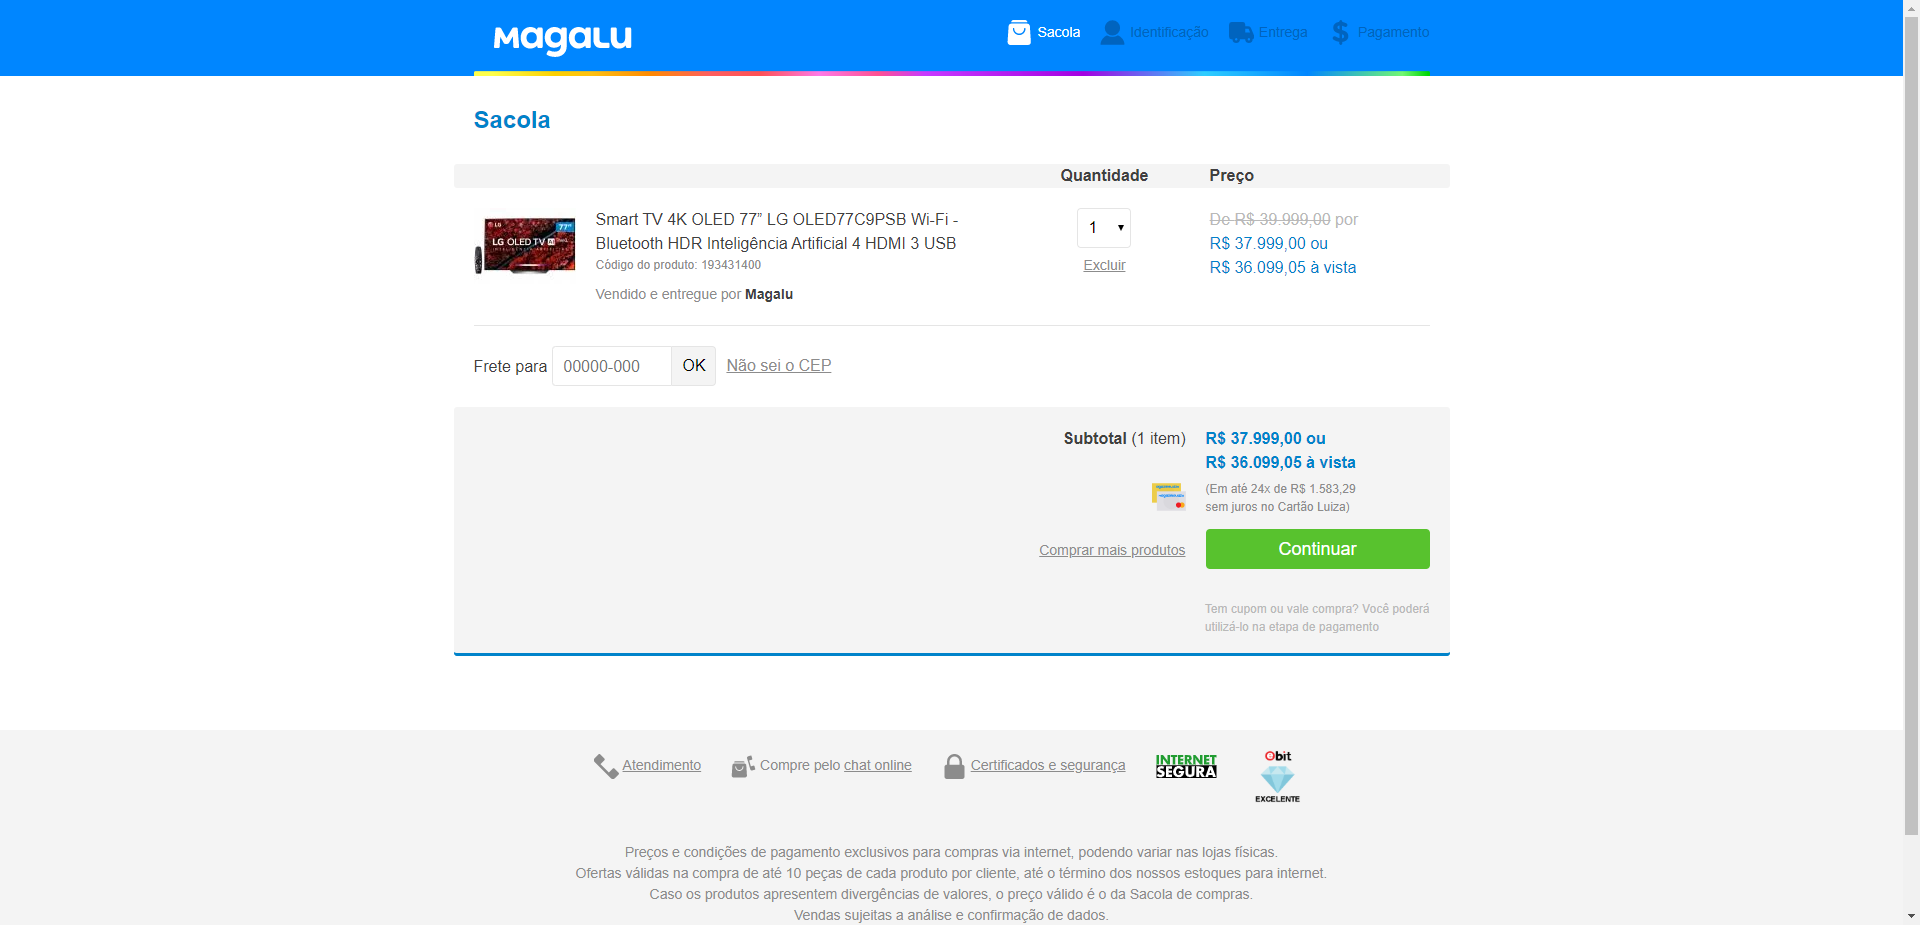 Magalu
Sacola
Identificação
Entrega
Pagamento
Sacola
Quantidade
Preço
LG
77"
LG OLED TV AI
Smart TV 4K OLED 77” LG OLED77C9PSB Wi-Fi -
Bluetooth HDR Inteligência Artificial 4 HDMI 3 USB
Código do produto: 193431400
Vendido e entregue por Magalu
1
Excluir
De R$ 39.999,00 por
R$ 37.999,00 ou
R$ 36.099,05 à vista
Frete para
00000-000
OK
Não sei o CEP
Subtotal (1 item)
R$ 37.999,00 ou
R$ 36.099,05 à vista
(Em até 24x de R$ 1.583,29
sem juros no Cartão Luiza)
Comprar mais produtos
Continuar
Tem cupom ou vale compra? Você poderá
utilizá-lo na etapa de pagamento
Atendimento
Compre pelo chat online
Certificados e segurança
INTERNET
SEGURA
ebit
EXCELENTE
Preços e condições de pagamento exclusivos para compras via internet, podendo variar nas lojas físicas.
Ofertas válidas na compra de até 10 peças de cada produto por cliente, até o término dos nossos estoques para internet.
Caso os produtos apresentem divergências de valores, o preço válido é o da Sacola de compras.
Vendas sujeitas a análise e confirmação de dados.